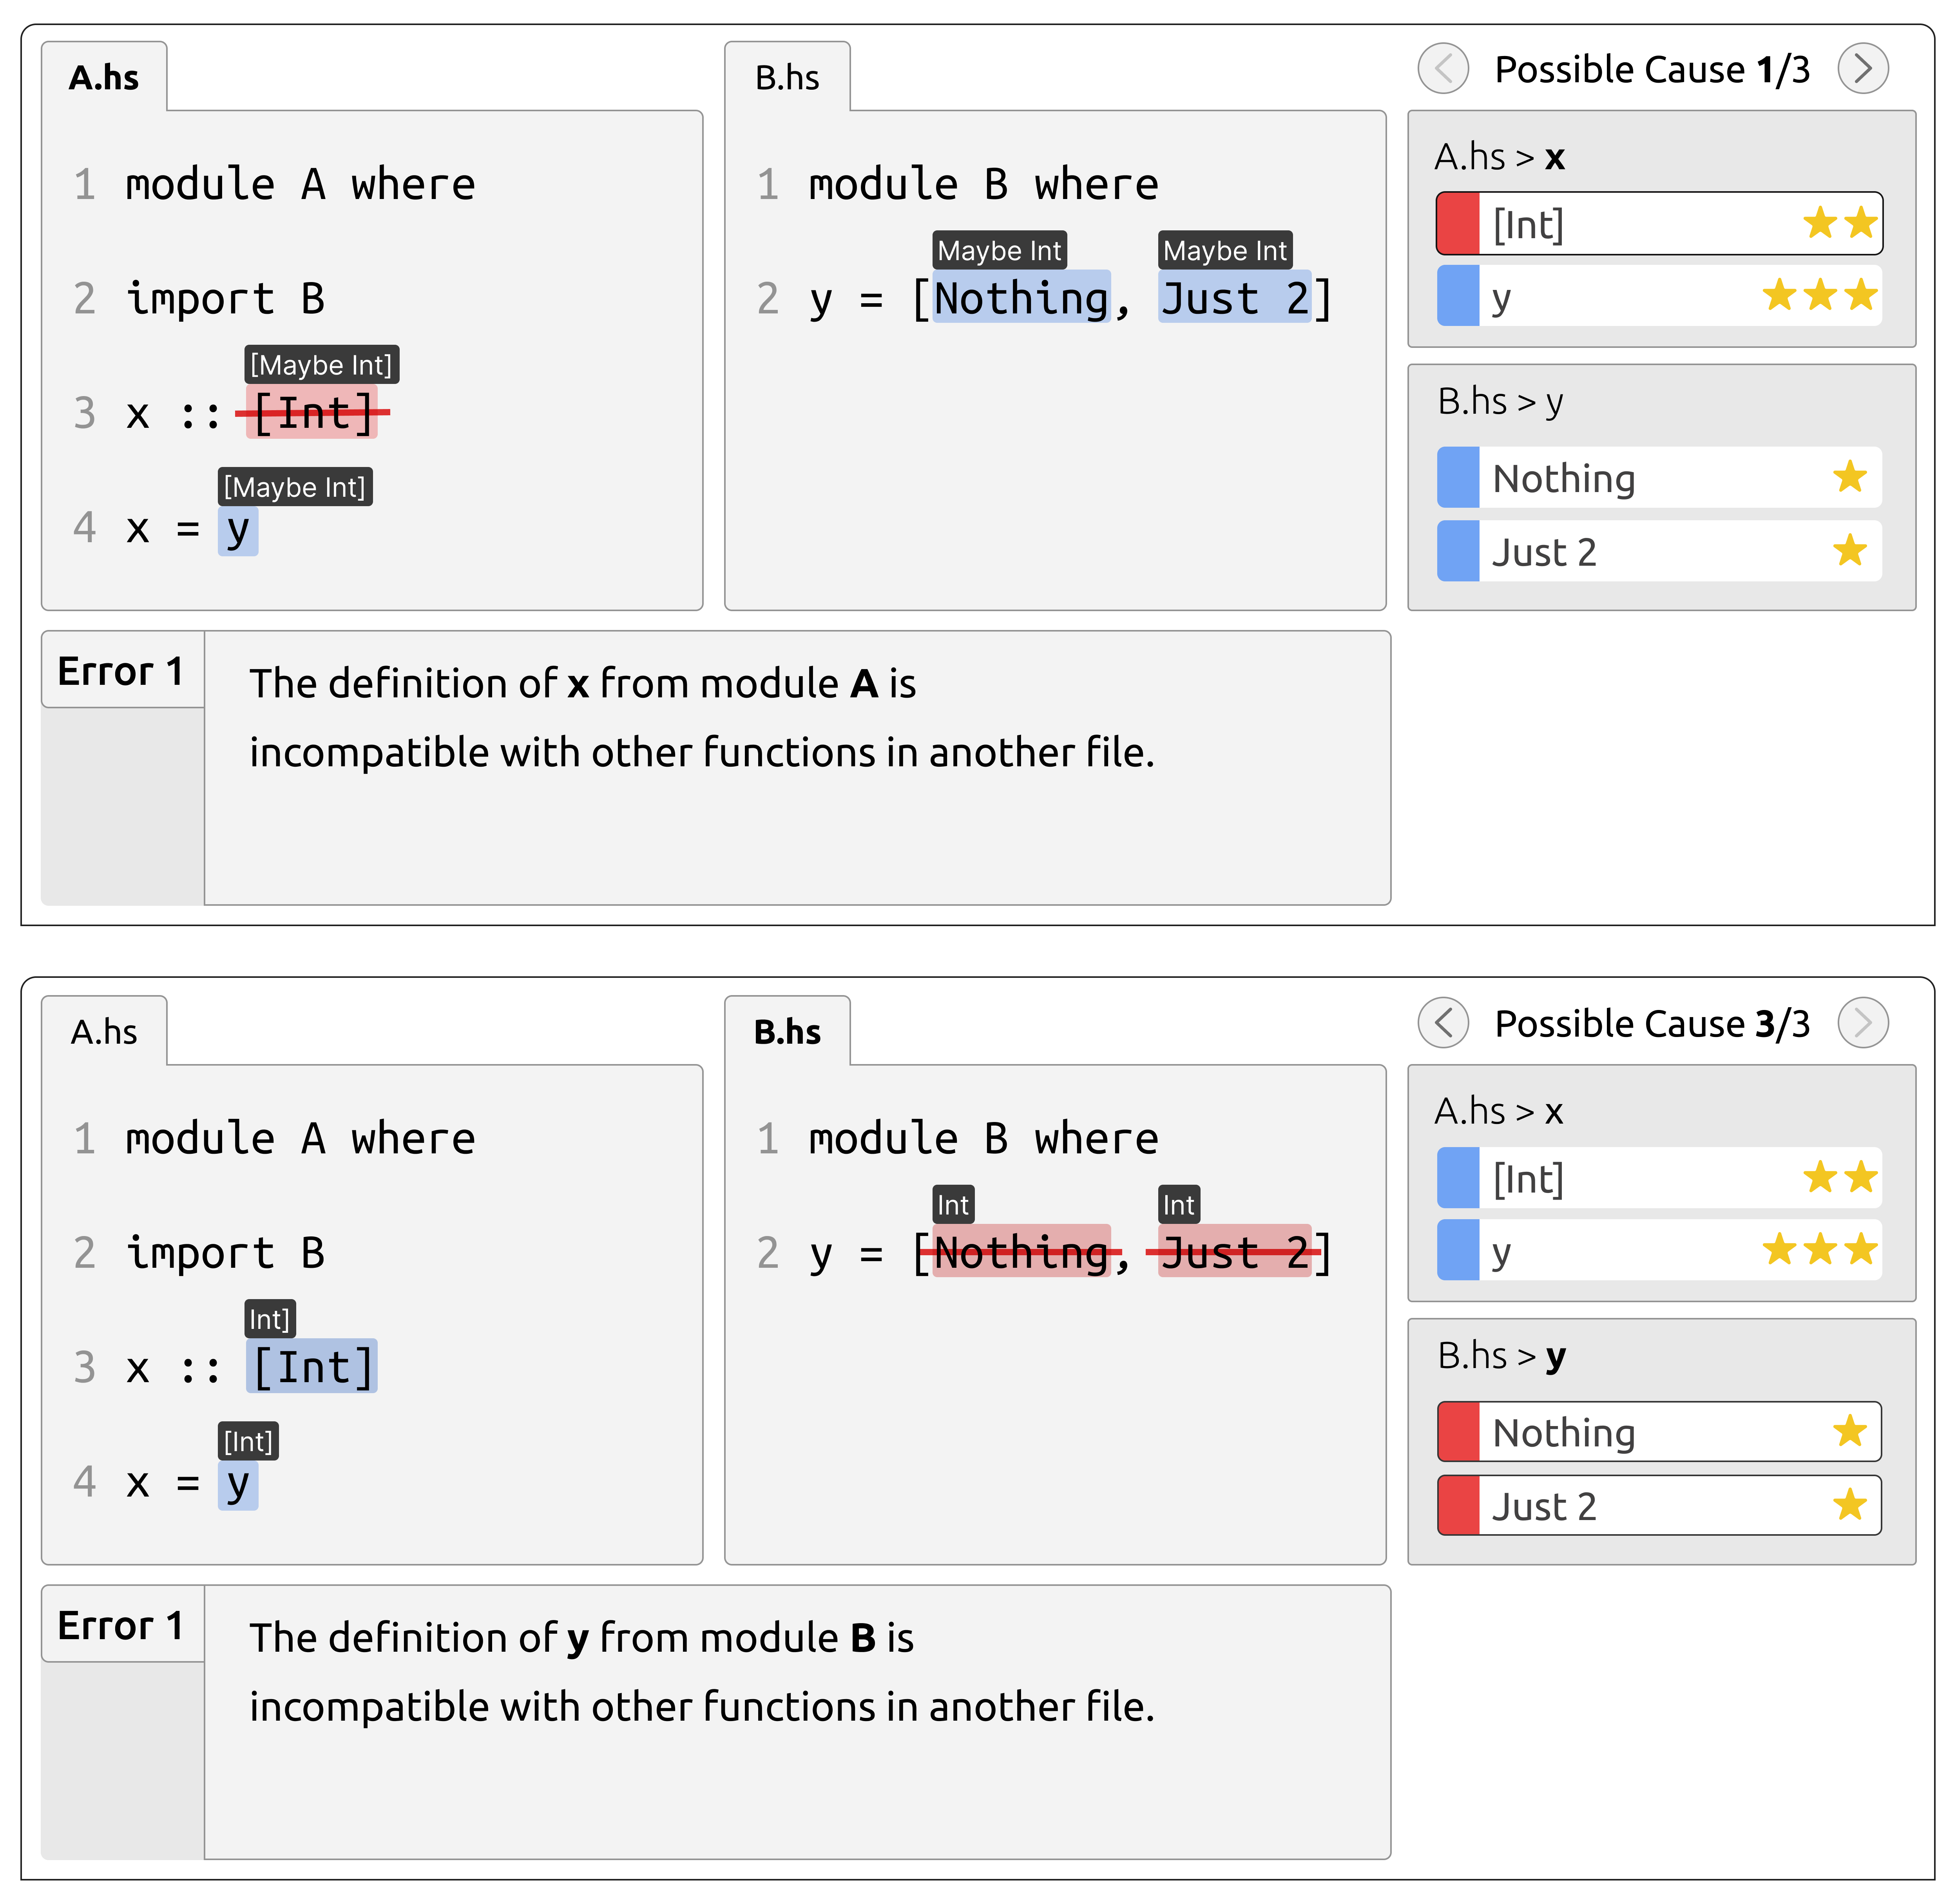 A.hs
1 module A where
2 import B
[Maybe Int]
3 x :: [Int]
[Maybe Int]
4 x = y
B.hs
1 module B where
Maybe Int Maybe Int
2 y = [Nothing, Just 2]
Possible Cause 1/3
A.hs > x
[Int]
y
B.hs > y
Nothing
Just 2
Error 1
The definition of x from module A is
incompatible with other functions in another file.
A.hs
1 module A where
2 import B
Int]
3 x :: [Int]
[Int]
4 x = y
B.hs
1 module B where
Int Int
2 y = [Nothing, Just 2]
Possible Cause 3/3
A.hs > x
[Int]
y
B.hs > y
Nothing
Just 2
Error 1
The definition of y from module B is
incompatible with other functions in another file.